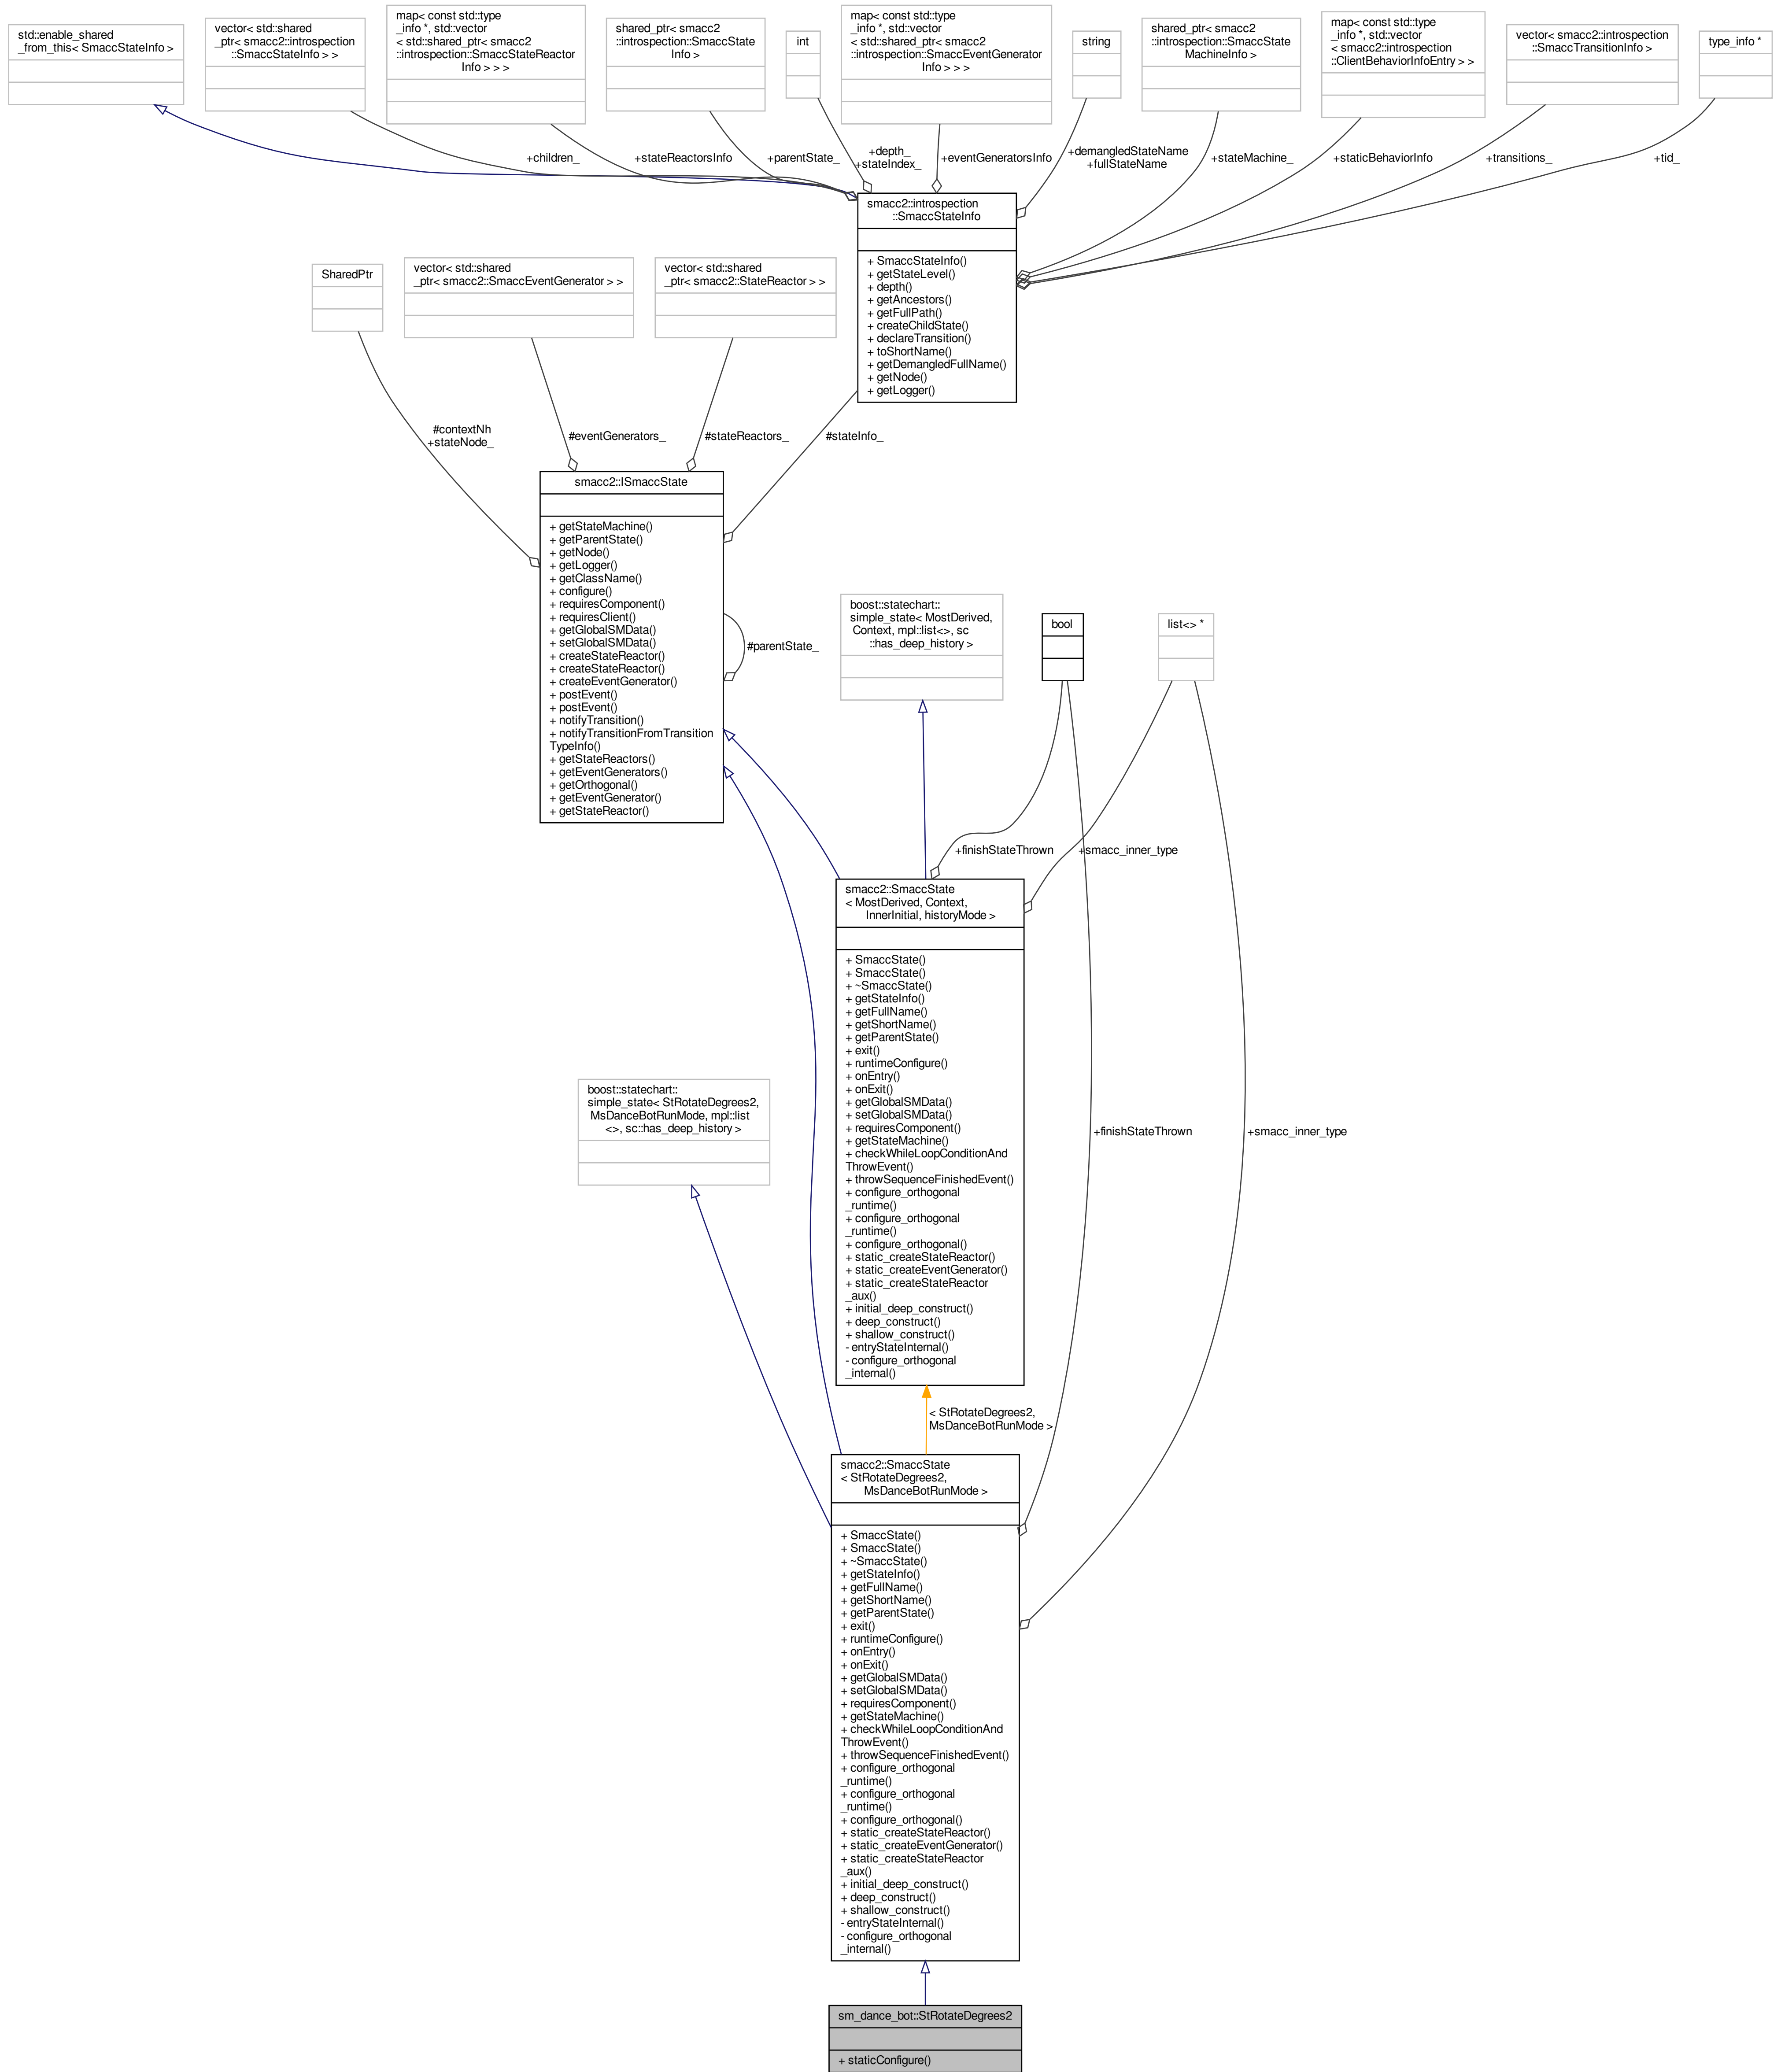 std::enable_shared
_from_this< SmaccStateInfo >
vector< std::shared
_ptr< smacc2::introspection
::SmaccStateInfo > >
map< const std::type
_info *, std::vector
< std::shared_ptr< smacc2
::introspection::SmaccStateReactor
Info > > >
shared_ptr< smacc2
::introspection::SmaccState
Info >
int
map< const std::type
_info *, std::vector
< std::shared_ptr< smacc2
::introspection::SmaccEventGenerator
Info > > >
string
shared_ptr< smacc2
::introspection::SmaccState
MachineInfo >
map< const std::type
_info *, std::vector
< smacc2::introspection
::ClientBehaviorInfoEntry > >
vector< smacc2::introspection
::SmaccTransitionInfo >
type_info *
+children_
+stateReactorsInfo
+parentState_
+depth_
+stateIndex_
+eventGeneratorsInfo
+demangledStateName
+fullStateName
+stateMachine_
+staticBehaviorInfo
+transitions_
+tid_
smacc2::introspection
::SmaccStateInfo
+ SmaccStateInfo()
+ getStateLevel()
+ depth()
+ getAncestors()
+ getFullPath()
+ createChildState()
+ declareTransition()
+ toShortName()
+ getDemangledFullName()
+ getNode()
+ getLogger()
SharedPtr
vector< std::shared
_ptr< smacc2::SmaccEventGenerator > >
vector< std::shared
_ptr< smacc2::StateReactor > >
#contextNh
+stateNode_
#eventGenerators_
#stateReactors_
#stateInfo_
smacc2::ISmaccState
+ getStateMachine()
+ getParentState()
+ getNode()
+ getLogger()
+ getClassName()
+ configure()
+ requiresComponent()
+ requiresClient()
+ getGlobalSMData()
+ setGlobalSMData()
+ createStateReactor()
+ createStateReactor()
+ createEventGenerator()
+ postEvent()
+ postEvent()
+ notifyTransition()
+ notifyTransitionFromTransition
TypeInfo()
+ getStateReactors()
+ getEventGenerators()
+ getOrthogonal()
+ getEventGenerator()
+ getStateReactor()
#parentState_
boost::statechart::
simple_state< MostDerived,
Context, mpl::list<>, sc
::has_deep_history >
bool
list<> *
+finishStateThrown
+smacc_inner_type
smacc2::SmaccState
< MostDerived, Context,
InnerInitial, historyMode >
+ SmaccState()
+ SmaccState()
+ ~SmaccState()
+ getStateInfo()
+ getFullName()
+ getShortName()
+ getParentState()
+ exit()
+ runtimeConfigure()
+ onEntry()
+ onExit()
+ getGlobalSMData()
+ setGlobalSMData()
+ requiresComponent()
+ getStateMachine()
+ checkWhileLoopConditionAnd
ThrowEvent()
+ throwSequenceFinishedEvent()
+ configure_orthogonal
_runtime()
+ configure_orthogonal
_runtime()
+ configure_orthogonal()
+ static_createStateReactor()
+ static_createEventGenerator()
+ static_createStateReactor
_aux()
+ initial_deep_construct()
+ deep_construct()
+ shallow_construct()
- entryStateInternal()
- configure_orthogonal
_internal()
boost::statechart::
simple_state< StRotateDegrees2,
MsDanceBotRunMode, mpl::list
<>, sc::has_deep_history >
+finishStateThrown
+smacc_inner_type
< StRotateDegrees2,
MsDanceBotRunMode >
smacc2::SmaccState
< StRotateDegrees2,
MsDanceBotRunMode >
+ SmaccState()
+ SmaccState()
+ ~SmaccState()
+ getStateInfo()
+ getFullName()
+ getShortName()
+ getParentState()
+ exit()
+ runtimeConfigure()
+ onEntry()
+ onExit()
+ getGlobalSMData()
+ setGlobalSMData()
+ requiresComponent()
+ getStateMachine()
+ checkWhileLoopConditionAnd
ThrowEvent()
+ throwSequenceFinishedEvent()
+ configure_orthogonal
_runtime()
+ configure_orthogonal
_runtime()
+ configure_orthogonal()
+ static_createStateReactor()
+ static_createEventGenerator()
+ static_createStateReactor
_aux()
+ initial_deep_construct()
+ deep_construct()
+ shallow_construct()
- entryStateInternal()
- configure_orthogonal
_internal()
sm_dance_bot::StRotateDegrees2
+ staticConfigure()